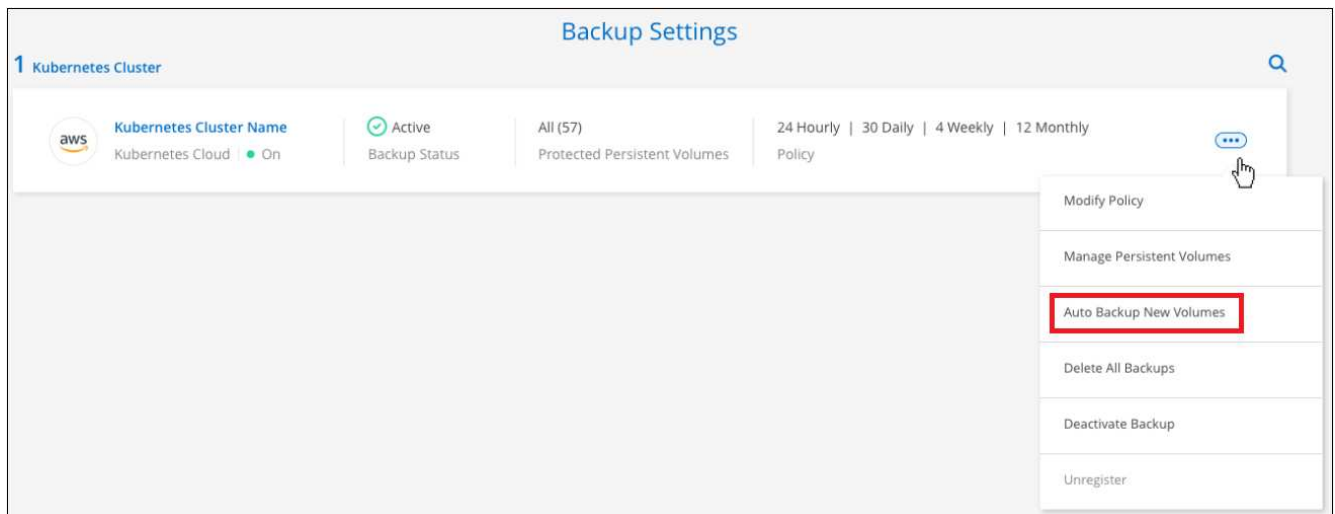 Backup Settings
1 Kubernetes Cluster
aws
Kubernetes Cluster Name
Kubernetes Cloud | On
Active
Backup Status
All (57)
Protected Persistent Volumes
24 Hourly | 30 Daily | 4 Weekly | 12 Monthly
Policy
Modify Policy
Manage Persistent Volumes
Auto Backup New Volumes
Delete All Backups
Deactivate Backup
Unregister